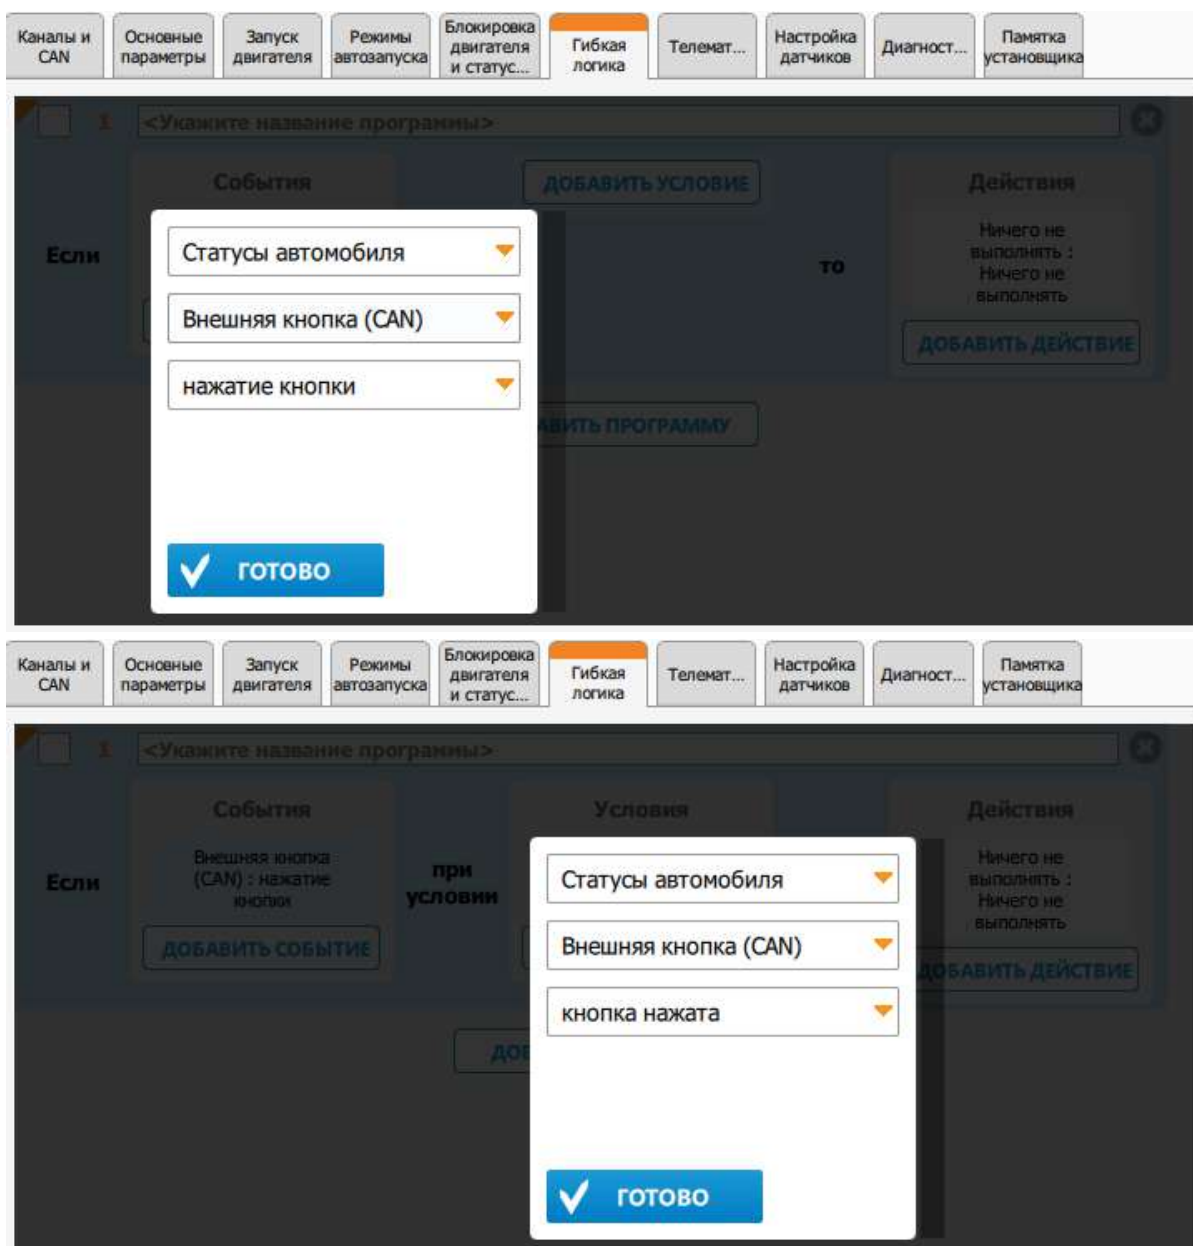 Каналы и
CAN
Основные
параметры
Запуск
двигателя
Режимы
автозапуска
Блокировка
двигателя
и статус...
Гибкая
логика
Телемат...
Настройка
датчиков
Диагност...
Памятка
установщика
1 <Укажите название программы>
События
ДОБАВИТЬ УСЛОВИЕ
Действия
Если
Статусы автомобиля
Внешняя кнопка (CAN)
нажатие кнопки
ГОТОВО
то
Ничего не
выполнять :
Ничего не
выполнять
ДОБАВИТЬ ДЕЙСТВИЕ
АВИТЬ ПРОГРАММУ
Каналы и
CAN
Основные
параметры
Запуск
двигателя
Режимы
автозапуска
Блокировка
двигателя
и статус...
Гибкая
логика
Телемат...
Настройка
датчиков
Диагност...
Памятка
установщика
1 <Укажите название программы>
События
Условия
Действия
Если
Внешняя кнопка
(CAN) : нажатие
кнопки
ДОБАВИТЬ СОБЫТИЕ
при
условии
Статусы автомобиля
Внешняя кнопка (CAN)
кнопка нажата
ГОТОВО
Ничего не
выполнять :
Ничего не
выполнять
ДОБАВИТЬ ДЕЙСТВИЕ
ДОБ